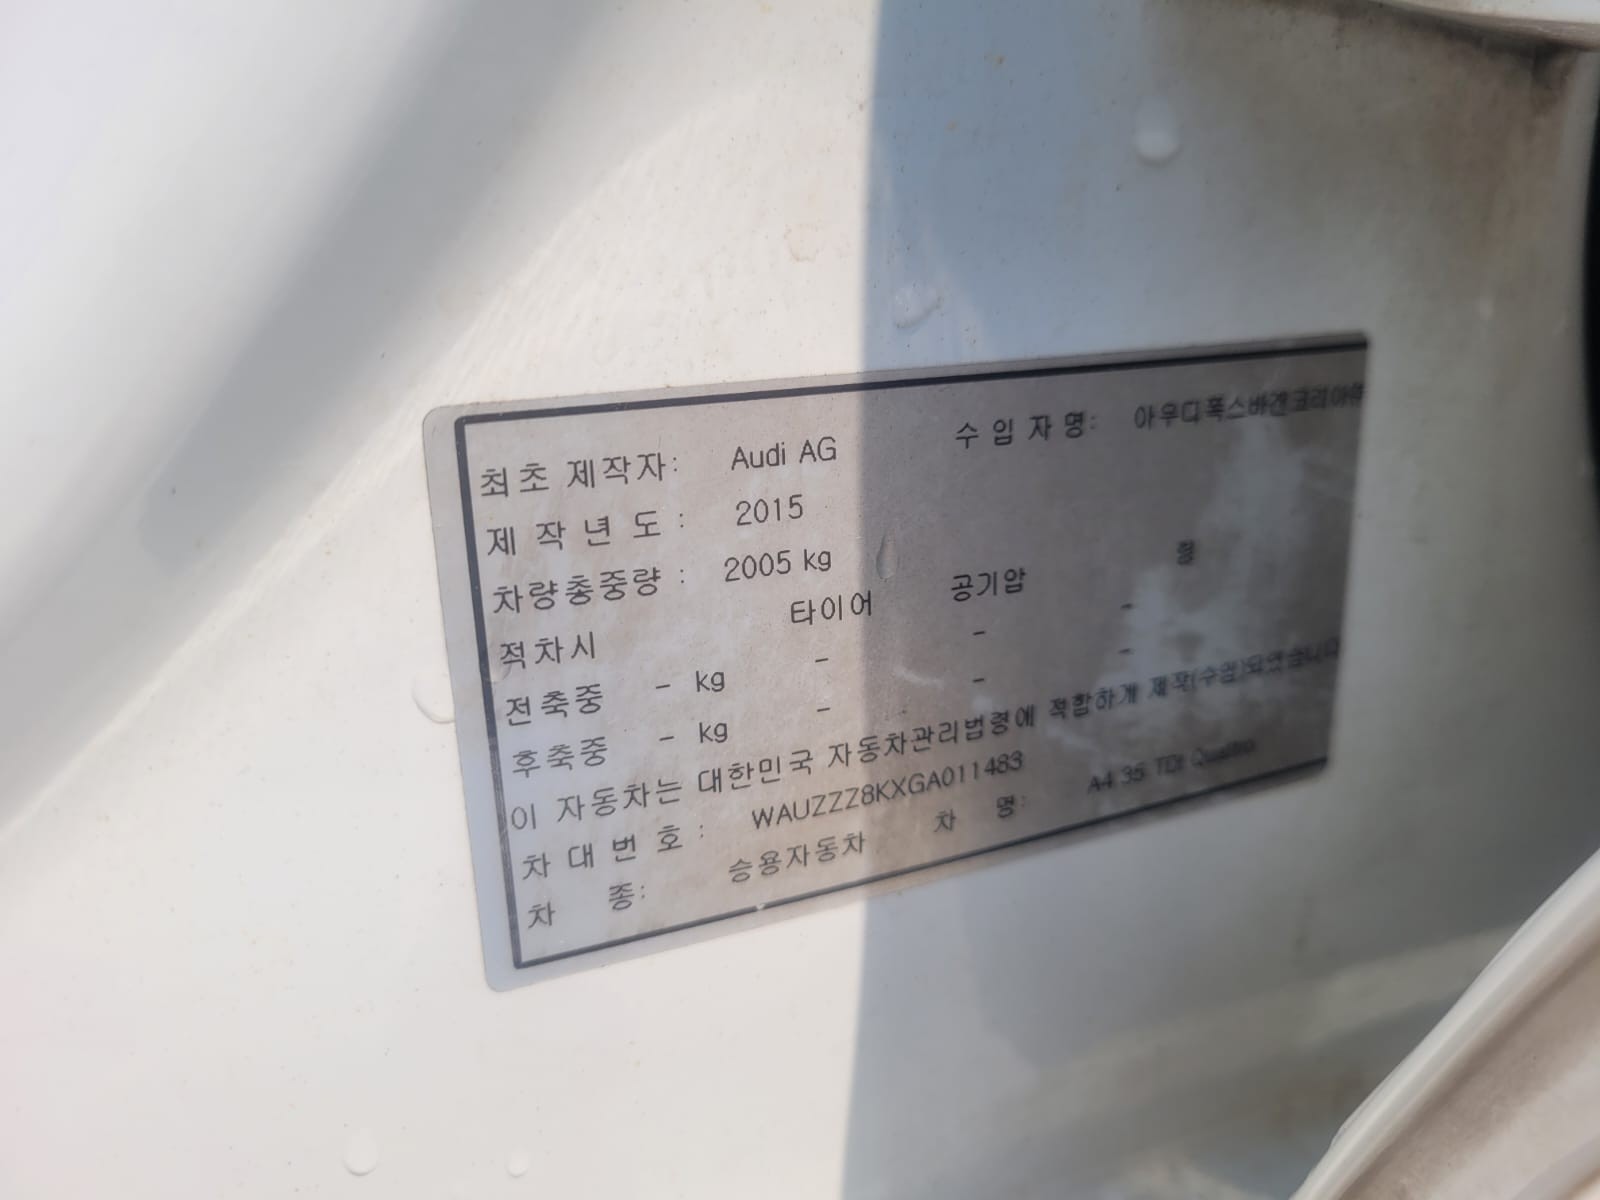 최초 제작자: Audi AG 수 입 자 명: 아우디폭스바겐코리아㈜
제 작 년 도 : 2015
차량총중량 : 2005 kg
적차시 타이어 공기압 림
전축중 - kg - - -
후축중 - kg - - -
이 자동차는 대한민국 자동차관리법령에 적합하게 제작(수입)되었습니다
차 대 번 호 : WAUZZZ8KXGA011483
차 종: 승용자동차 차 명: A4 35 TDI Quattro